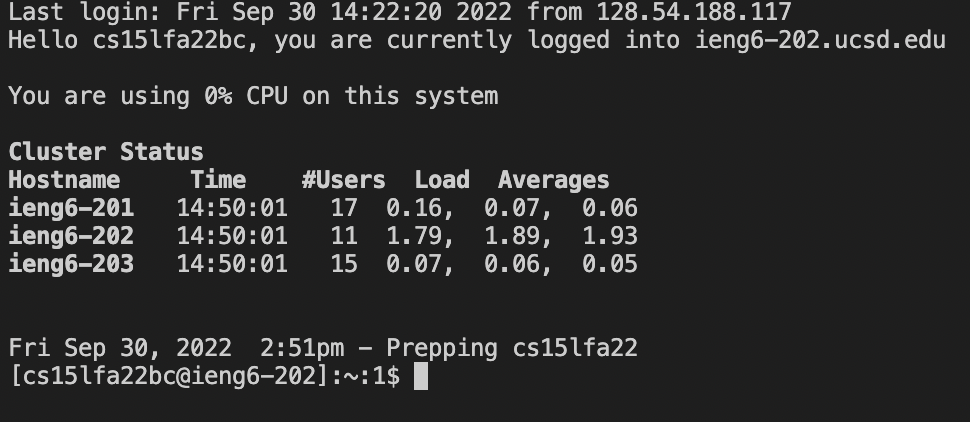 Last login: Fri Sep 30 14:22:20 2022 from 128.54.188.117
Hello cs15lfa22bc, you are currently logged into ieng6-202.ucsd.edu
You are using 0% CPU on this system
Cluster Status
Hostname     Time    #Users  Load  Averages
ieng6-201   14:50:01   17  0.16,  0.07,  0.06
ieng6-202   14:50:01   11  1.79,  1.89,  1.93
ieng6-203   14:50:01   15  0.07,  0.06,  0.05
Fri Sep 30, 2022  2:51pm - Prepping cs15lfa22
[cs15lfa22bc@ieng6-202]:~:1$